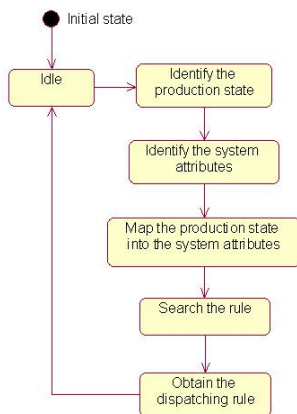 Initial state
Idle
Identify the
production state
Identify the system
attributes
Map the production state
into the system attributes
Search the rule
Obtain the
dispatching rule